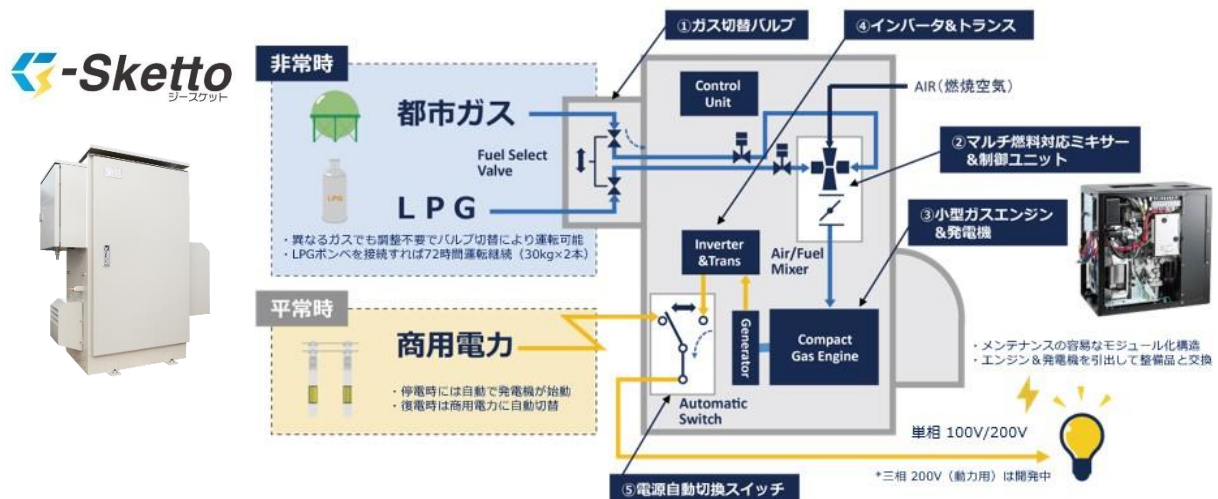 G-Sketto
ジースケット
非常時
都市ガス
LPG
LPG
・異なるガスでも調整不要でバルブ切替により運転可能
・LPGボンベを接続すれば72時間運転継続（30kg×2本）
平常時
商用電力
・停電時には自動で発電機が始動
・復電時は商用電力に自動切替
①ガス切替バルブ
④インバータ&トランス
Fuel Select
Valve
Control
Unit
AIR（燃焼空気）
②マルチ燃料対応ミキサー
&制御ユニット
③小型ガスエンジン
&発電機
Inverter
&Trans
Air/Fuel
Mixer
Generator
Compact
Gas Engine
Automatic
Switch
・メンテナンスの容易なモジュール化構造
・エンジン&発電機を引出して整備品と交換
単相 100V/200V
*三相 200V（動力用）は開発中
⑤電源自動切換スイッチ